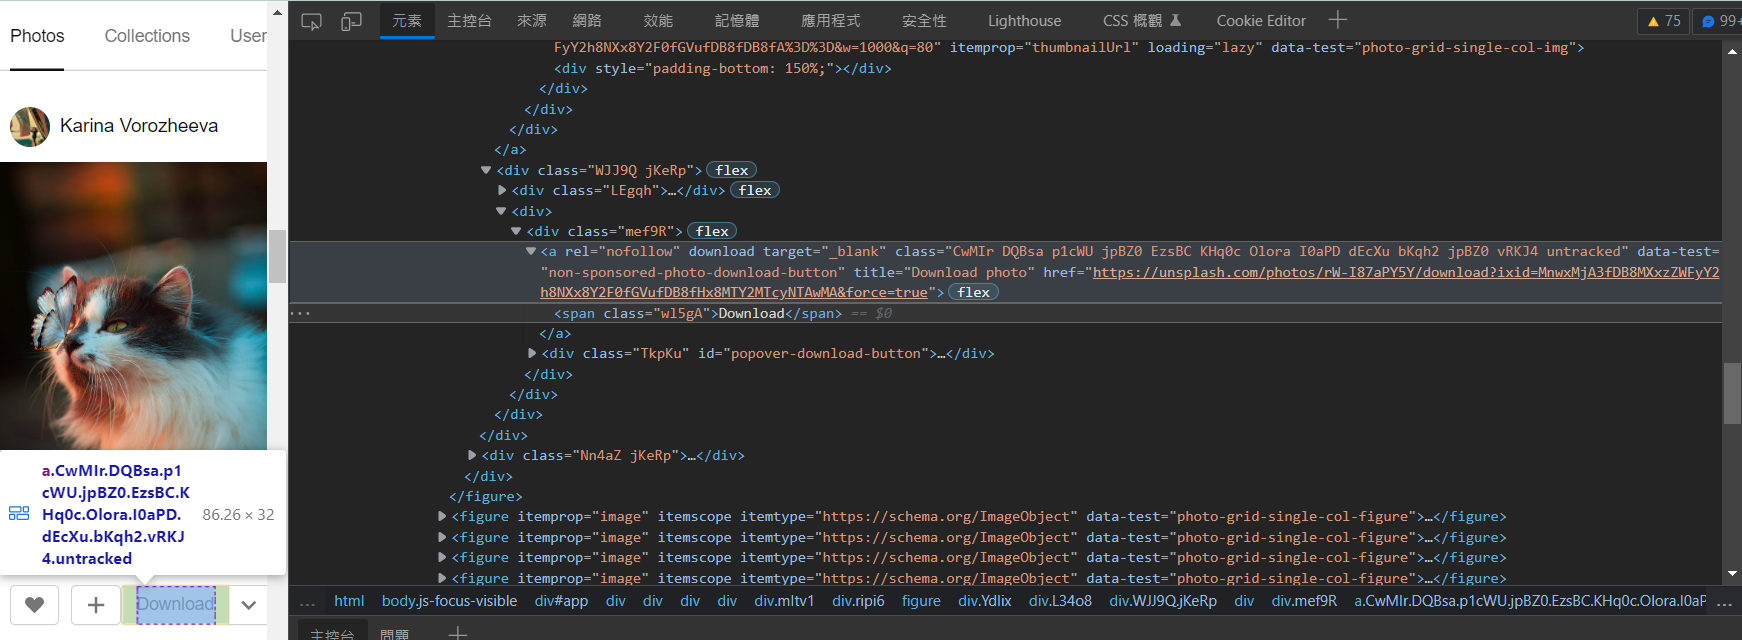 Photos Collections User
Karina Vorozheeva
a.CwMIr.DQBsa.p1
cWU.jpBZ0.EzsBC.K
Hq0c.Olora.I0aPD.
dEcXu.bKqh2.vRKJ
4.untracked
86.26 × 32
Download
元素 主控台 來源 網路 效能 記憶體 應用程式 安全性 Lighthouse CSS 概觀 Cookie Editor 75 99+
FyY2h8NXx8Y2F0fGVufDB8fDB8fA%3D%3D&w=1000&q=80" itemprop="thumbnailUrl" loading="lazy" data-test="photo-grid-single-col-img">
<div style="padding-bottom: 150%;"></div>
</div>
</div>
</div>
</a>
<div class="WJJ9Q jKeRp"> flex
<div class="LEgqh">…</div> flex
<div>
<div class="mef9R"> flex
<a rel="nofollow" download target="_blank" class="CwMIr DQBsa p1cWU jpBZ0 EzsBC KHq0c Olora I0aPD dEcXu bKqh2 jpBZ0 vRKJ4 untracked" data-test=
"non-sponsored-photo-download-button" title="Download photo" href="https://unsplash.com/photos/rW-I87aPY5Y/download?ixid=MnwxMjA3fDB8MXxzZWFyY2
h8NXx8Y2F0fGVufDB8fHx8MTY2MTcyNTAwMA&force=true"> flex
<span class="wl5gA">Download</span> == $0
</a>
<div class="TkpKu" id="popover-download-button">…</div>
</div>
</div>
</div>
</div>
<div class="Nn4aZ jKeRp">…</div>
</div>
</figure>
<figure itemprop="image" itemscope itemtype="https://schema.org/ImageObject" data-test="photo-grid-single-col-figure">…</figure>
<figure itemprop="image" itemscope itemtype="https://schema.org/ImageObject" data-test="photo-grid-single-col-figure">…</figure>
<figure itemprop="image" itemscope itemtype="https://schema.org/ImageObject" data-test="photo-grid-single-col-figure">…</figure>
<figure itemprop="image" itemscope itemtype="https://schema.org/ImageObject" data-test="photo-grid-single-col-figure">…</figure>
... html body.js-focus-visible div#app div div div div div.mItv1 div.ripi6 figure div.Ydlix div.L34o8 div.WJJ9Q.jKeRp div div.mef9R a.CwMIr.DQBsa.p1cWU.jpBZ0.EzsBC.KHq0c.Olora.I0aP ...
主控台 問題